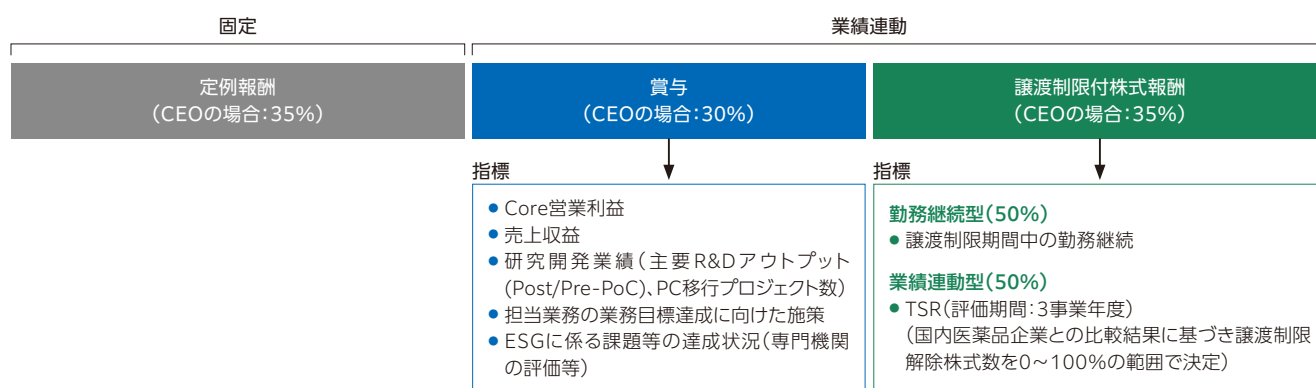 固定
業績連動
定例報酬
（CEOの場合：35%）
賞与
（CEOの場合：30%）
譲渡制限付株式報酬
（CEOの場合：35%）
指標
● Core営業利益
● 売上収益
● 研究開発業績（主要R&Dアウトプット
(Post/Pre-PoC)、PC移行プロジェクト数）
● 担当業務の業務目標達成に向けた施策
● ESGに係る課題等の達成状況（専門機関
の評価等）
指標
勤務継続型（50%）
● 譲渡制限期間中の勤務継続
業績連動型（50%）
● TSR（評価期間：3事業年度）
（国内医薬品企業との比較結果に基づき譲渡制限
解除株式数を0～100%の範囲で決定）